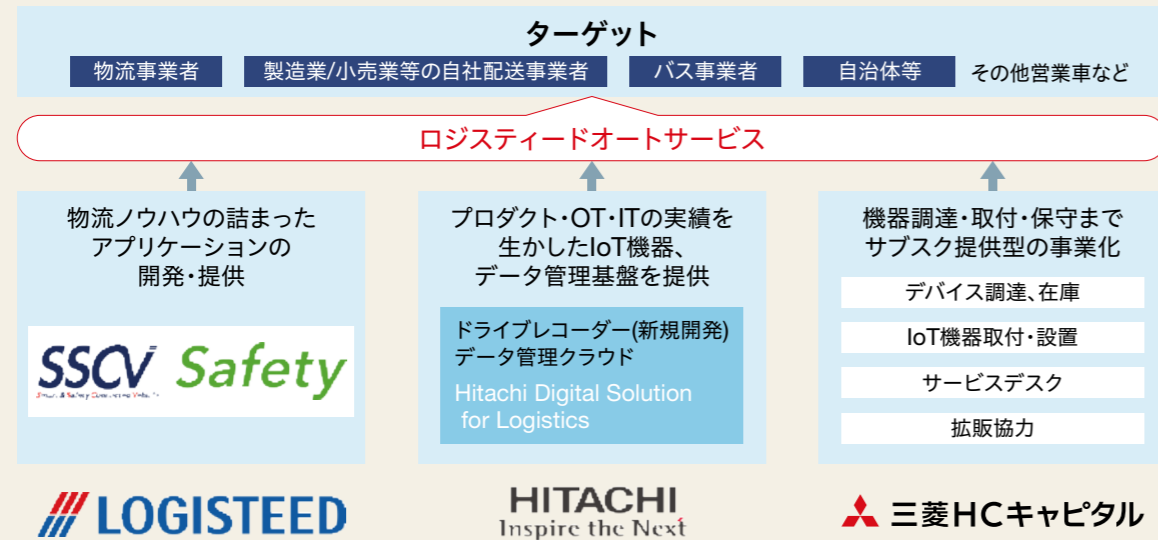 ターゲット
物流事業者 製造業/小売業等の自社配送事業者 バス事業者 自治体等 その他営業車など
ロジスティードオートサービス
物流ノウハウの詰まった
アプリケーションの
開発・提供
SSCV Safety
プロダクト・OT・ITの実績を
生かしたIoT機器、
データ管理基盤を提供
ドライブレコーダー(新規開発)
データ管理クラウド
Hitachi Digital Solution
for Logistics
機器調達・取付・保守まで
サブスク提供型の事業化
デバイス調達、在庫
IoT機器取付・設置
サービスデスク
拡販協力
LOGISTEED
HITACHI
Inspire the Next
三菱HCキャピタル